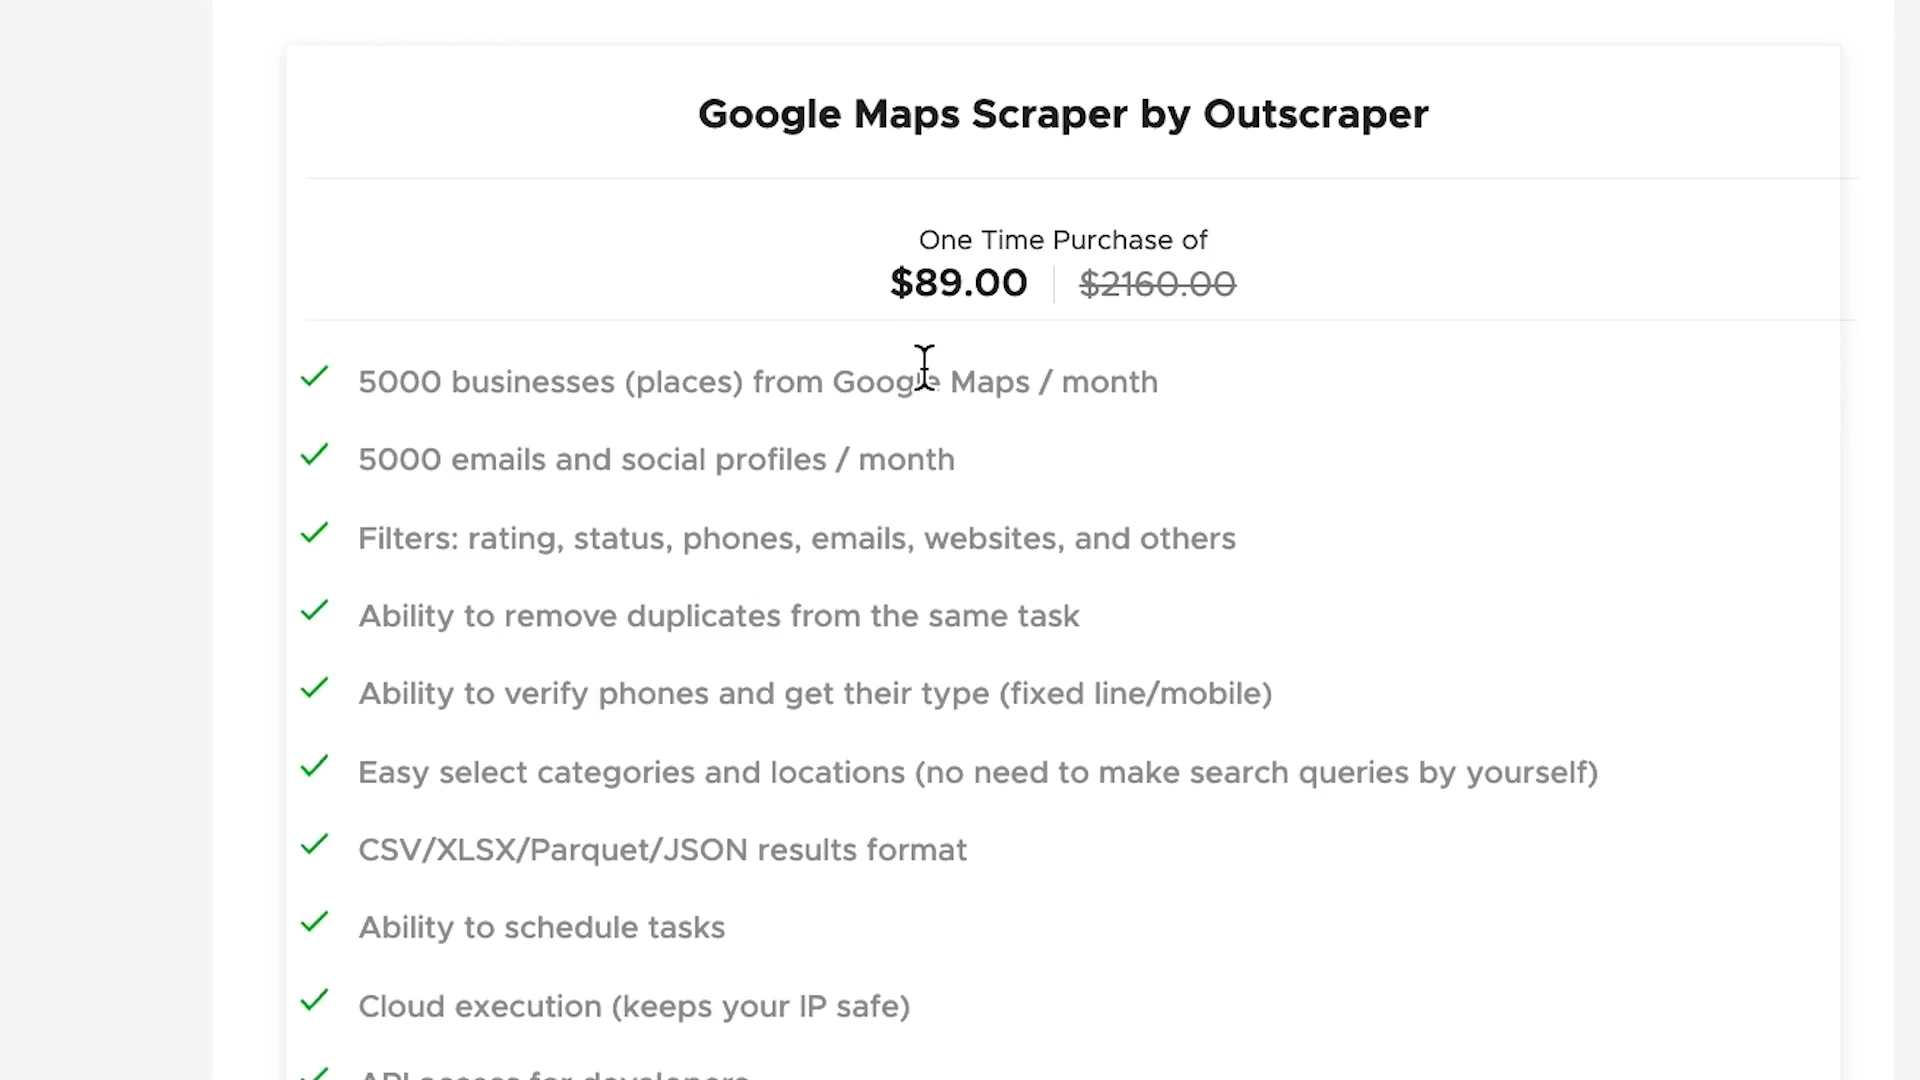 Google Maps Scraper by Outscraper
One Time Purchase of
$89.00 $2160.00
5000 businesses (places) from Google Maps / month
5000 emails and social profiles / month
Filters: rating, status, phones, emails, websites, and others
Ability to remove duplicates from the same task
Ability to verify phones and get their type (fixed line/mobile)
Easy select categories and locations (no need to make search queries by yourself)
CSV/XLSX/Parquet/JSON results format
Ability to schedule tasks
Cloud execution (keeps your IP safe)
API access for developers